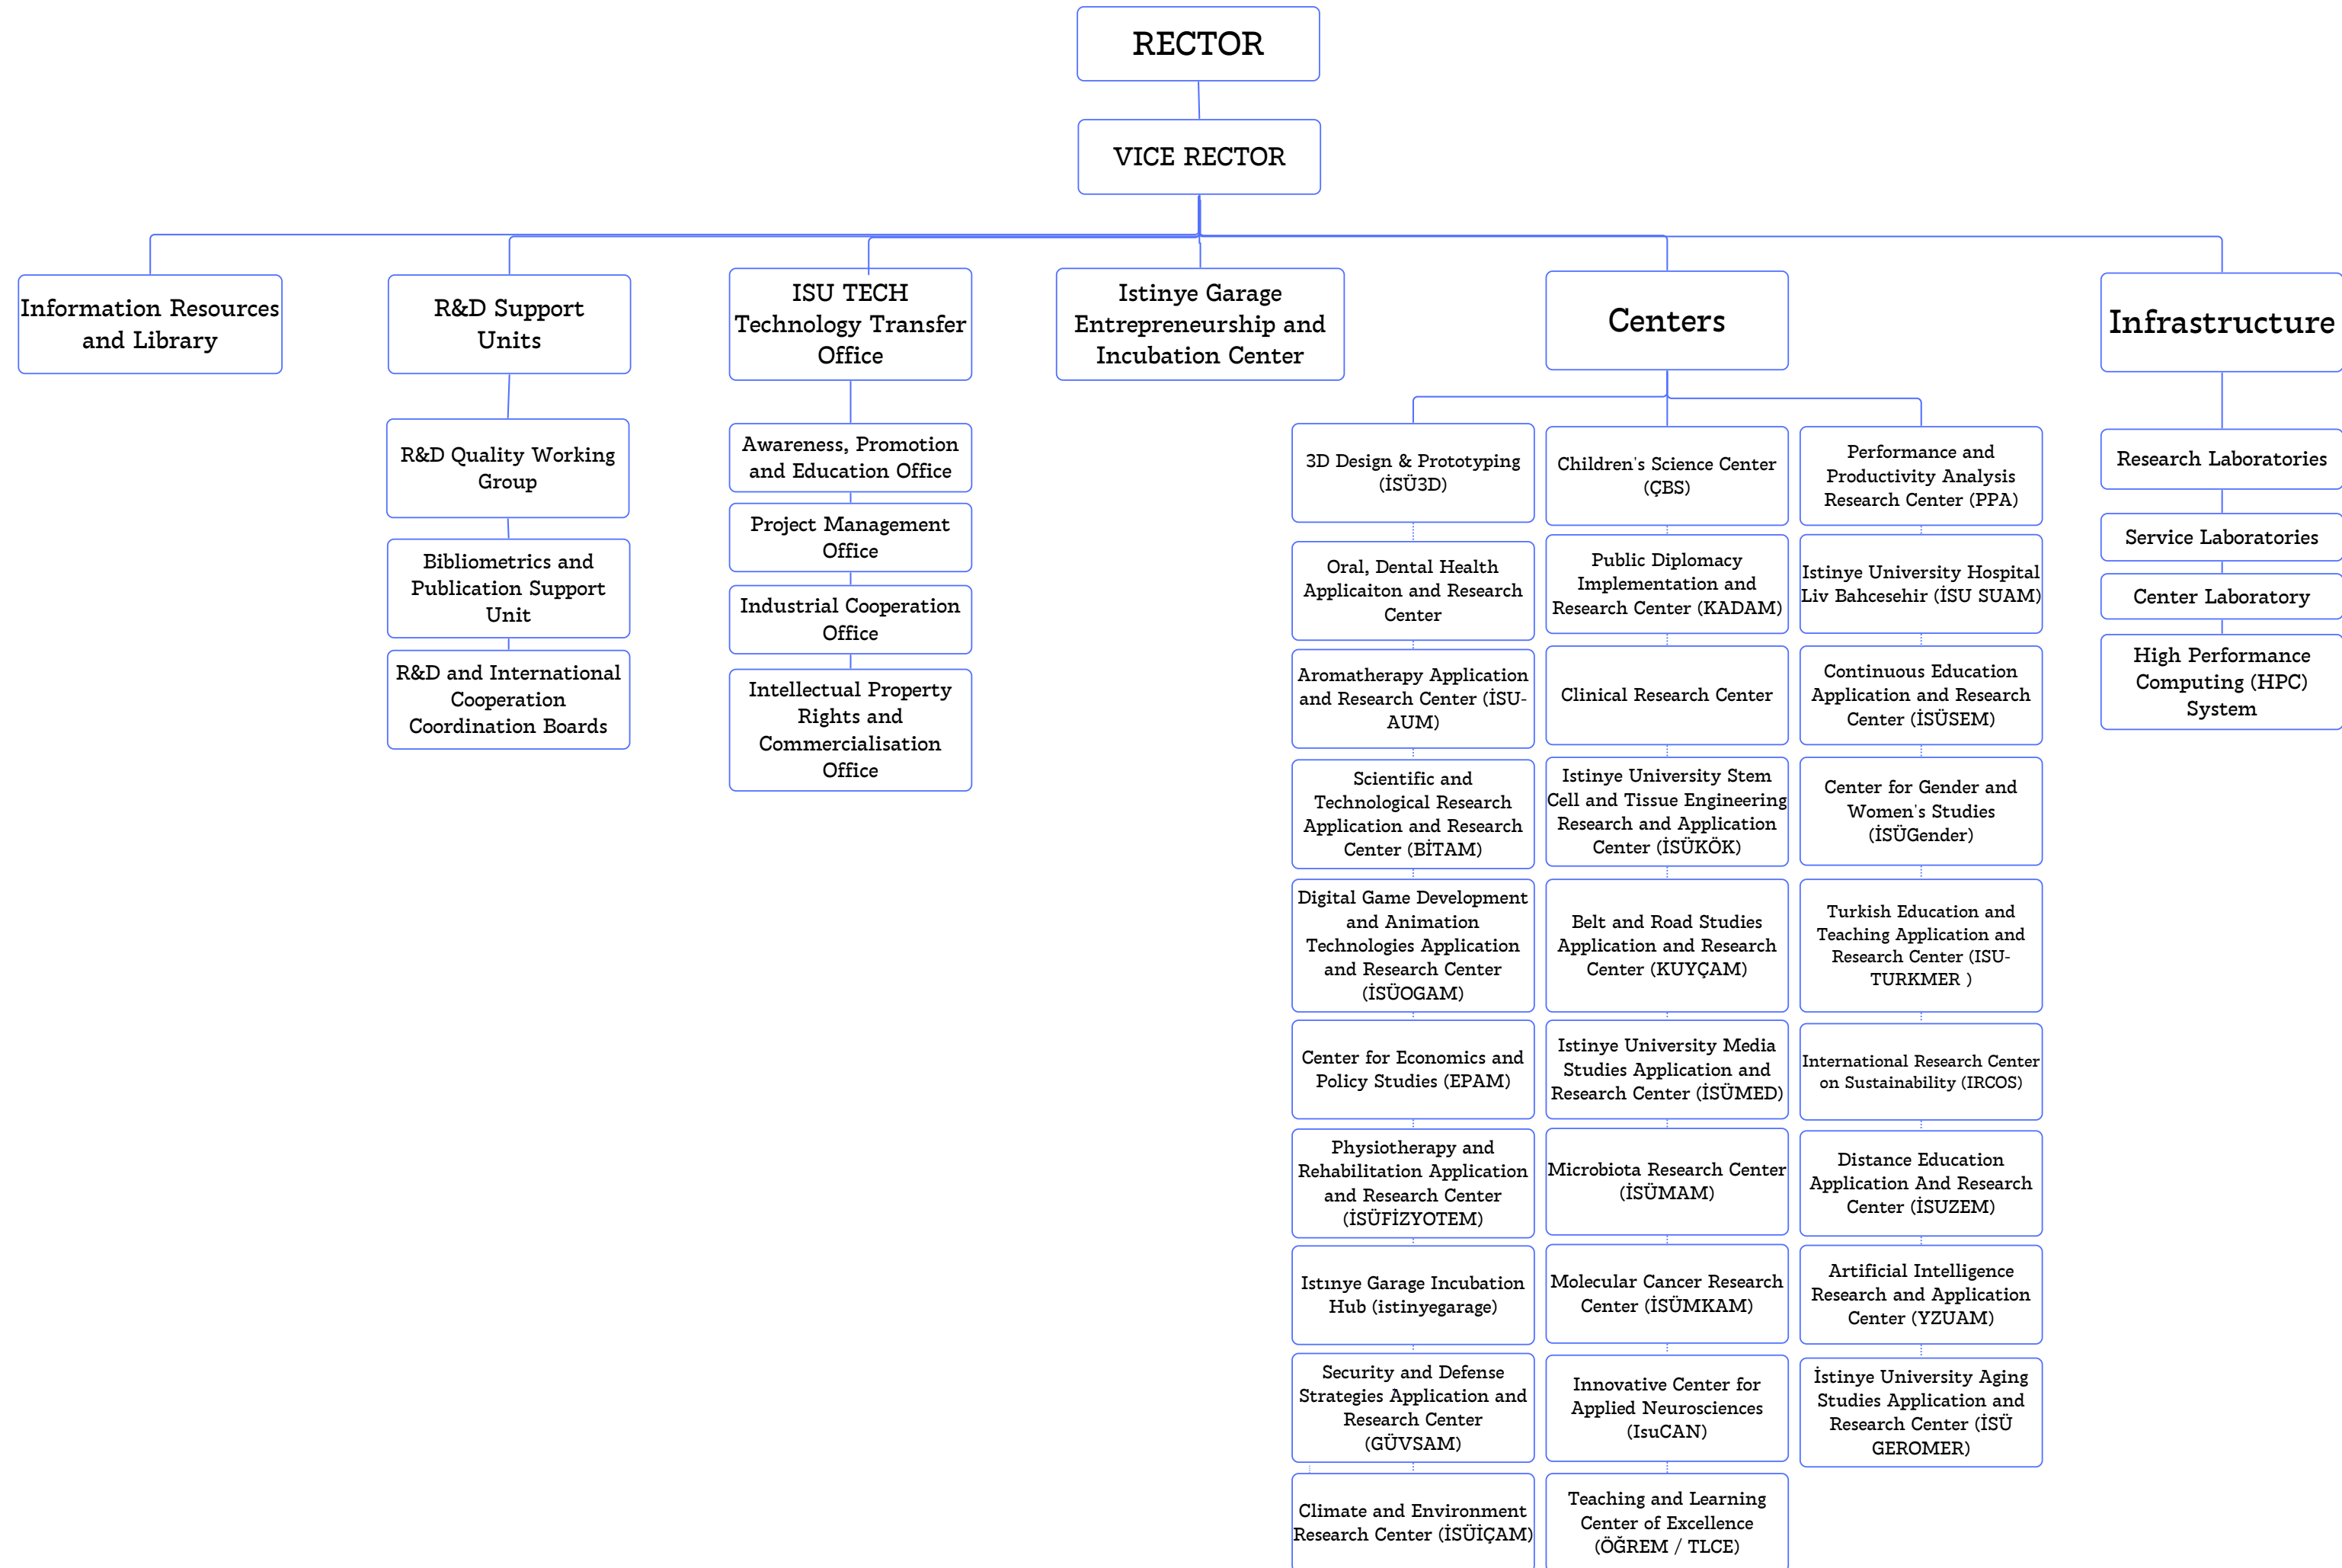 RECTOR
VICE RECTOR
Information Resources
and Library
R&D Support
Units
ISU TECH
Technology Transfer
Office
Istinye Garage
Entrepreneurship and
Incubation Center
Centers
Infrastructure
R&D Quality Working
Group
Bibliometrics and
Publication Support
Unit
R&D and International
Cooperation
Coordination Boards
Awareness, Promotion
and Education Office
Project Management
Office
Industrial Cooperation
Office
Intellectual Property
Rights and
Commercialisation
Office
3D Design & Prototyping
(İSÜ3D)
Oral, Dental Health
Applicaiton and Research
Center
Aromatherapy Application
and Research Center (İSU-
AUM)
Scientific and
Technological Research
Application and Research
Center (BİTAM)
Digital Game Development
and Animation
Technologies Application
and Research Center
(İSÜOGAM)
Center for Economics and
Policy Studies (EPAM)
Physiotherapy and
Rehabilitation Application
and Research Center
(İSÜFİZYOTEM)
Istınye Garage Incubation
Hub (istinyegarage)
Security and Defense
Strategies Application and
Research Center
(GÜVSAM)
Climate and Environment
Research Center (İSÜİÇAM)
Children's Science Center
(ÇBS)
Public Diplomacy
Implementation and
Research Center (KADAM)
Clinical Research Center
Istinye University Stem
Cell and Tissue Engineering
Research and Application
Center (İSÜKÖK)
Belt and Road Studies
Application and Research
Center (KUYÇAM)
Istinye University Media
Studies Application and
Research Center (İSÜMED)
Microbiota Research Center
(İSÜMAM)
Molecular Cancer Research
Center (İSÜMKAM)
Innovative Center for
Applied Neurosciences
(IsuCAN)
Teaching and Learning
Center of Excellence
(ÖĞREM / TLCE)
Performance and
Productivity Analysis
Research Center (PPA)
Istinye University Hospital
Liv Bahcesehir (İSU SUAM)
Continuous Education
Application and Research
Center (İSÜSEM)
Center for Gender and
Women's Studies
(İSÜGender)
Turkish Education and
Teaching Application and
Research Center (ISU-
TURKMER )
International Research Center
on Sustainability (IRCOS)
Distance Education
Application And Research
Center (İSUZEM)
Artificial Intelligence
Research and Application
Center (YZUAM)
İstinye University Aging
Studies Application and
Research Center (İSÜ
GEROMER)
Research Laboratories
Service Laboratories
Center Laboratory
High Performance
Computing (HPC)
System